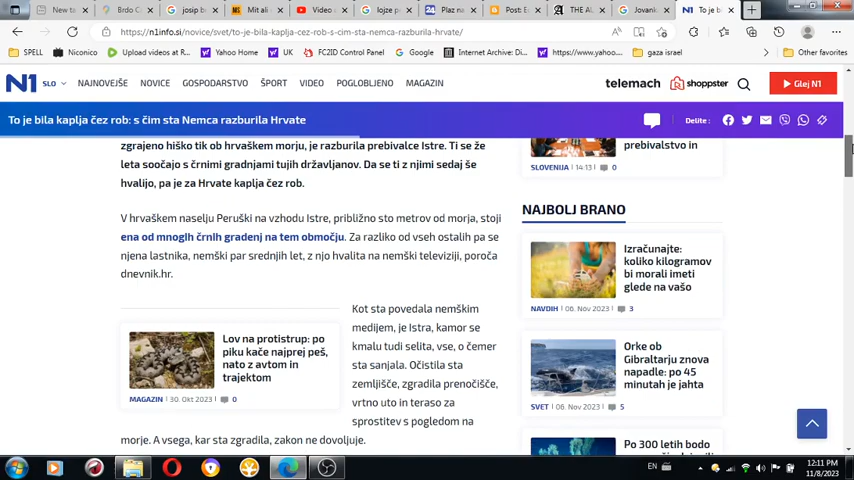 New ta
Brdo C
josip b
Mit ali
Video
lojze p
Plaz na
Post: E
THE AU
Jovank
To je b
https://n1info.si/novice/svet/to-je-bila-kaplja-cez-rob-s-cim-sta-nemca-razburila-hrvate/
SPELL
Niconico
Upload videos at R...
Yahoo Home
UK
FC2ID Control Panel
Google
Internet Archive: Di...
https://www.yahoo....
gaza israel
Other favorites
N1 SLO
NAJNOVEJŠE
NOVICE
GOSPODARSTVO
ŠPORT
VIDEO
POGLOBLJENO
MAGAZIN
telemach
shoppster
Glej N1
To je bila kaplja čez rob: s čim sta Nemca razburila Hrvate
Delite :
zgrajeno hiško tik ob hrvaškem morju, je razburila prebivalce Istre. Ti se že
leta soočajo s črnimi gradnjami tujih državljanov. Da se ti z njimi sedaj še
hvalijo, pa je za Hrvate kaplja čez rob.
V hrvaškem naselju Peruški na vzhodu Istre, približno sto metrov od morja, stoji
ena od mnogih črnih gradenj na tem območju. Za razliko od vseh ostalih pa se
njena lastnika, nemški par srednjih let, z njo hvalita na nemški televiziji, poroča
dnevnik.hr.
Lov na protistrup: po
piku kače najprej peš,
nato z avtom in
trajektom
MAGAZIN | 30. Okt 2023 | 0
Kot sta povedala nemškim
medijem, je Istra, kamor se
kmalu tudi selita, vse, o čemer
sta sanjala. Očistila sta
zemljišče, zgradila prenočišče,
vrtno uto in teraso za
sprostitev s pogledom na
morje. A vsega, kar sta zgradila, zakon ne dovoljuje.
prebivalstvo in
SLOVENIJA | 14:13 | 0
NAJBOLJ BRANO
Izračunajte:
koliko kilogramov
bi morali imeti
glede na vašo
NAVDIH | 06. Nov 2023 | 3
Orke ob
Gibraltarju znova
napadle: po 45
minutah je jahta
SVET | 06. Nov 2023 | 5
Po 300 letih bodo
EN
12:11 PM
11/8/2023